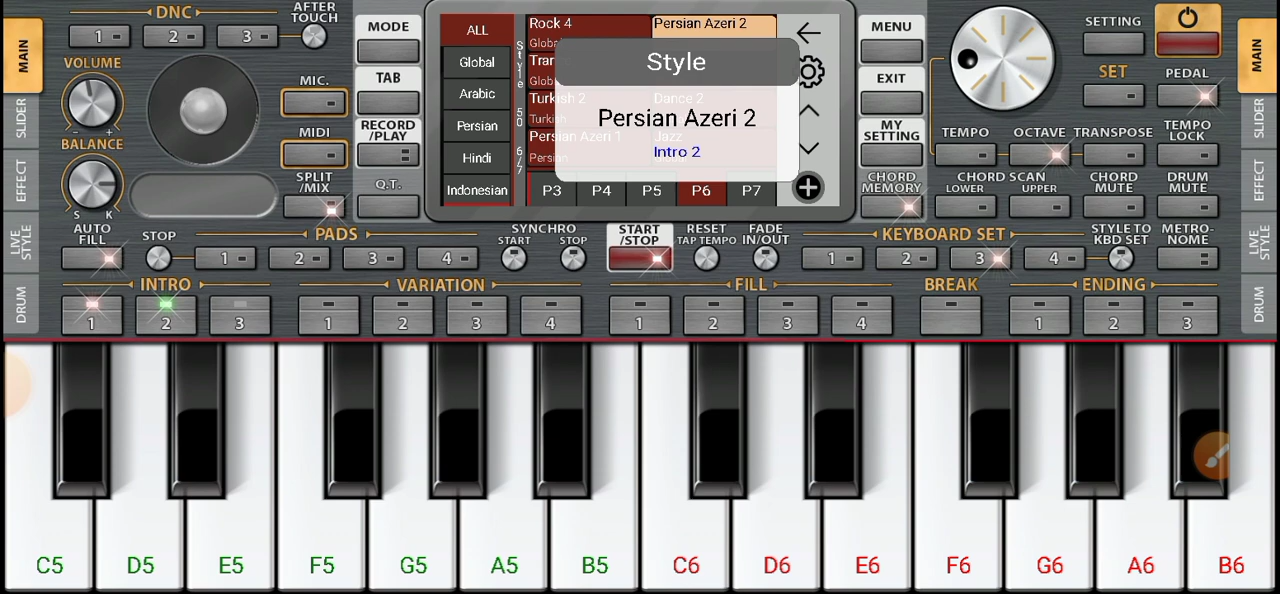 DNC
AFTER TOUCH
1 2 3
MAIN
SLIDER
EFFECT
LIVE STYLE
DRUM
VOLUME
- +
BALANCE
S K
MIC.
MIDI
SPLIT /MIX
MODE
TAB
RECORD /PLAY
Q.T.
ALL
Global
Arabic
Persian
Hindi
Indonesian
Style 50 6/7
Rock 4
Persian Azeri 2
Style
Turkish 2
Dance 2
Turkish
Persian Azeri 2
Persian Azeri 1
Jazz
Intro 2
P3 P4 P5 P6 P7
MENU
EXIT
MY SETTING
CHORD MEMORY
SETTING
SET
PEDAL
TEMPO
OCTAVE
TRANSPOSE
TEMPO LOCK
CHORD SCAN
LOWER UPPER
CHORD MUTE
DRUM MUTE
MAIN
SLIDER
EFFECT
LIVE STYLE
DRUM
AUTO FILL
STOP
PADS
1 2 3 4
SYNCHRO
START STOP
START /STOP
RESET
TAP TEMPO
FADE IN/OUT
KEYBOARD SET
1 2 3 4
STYLE TO KBD SET
METRO-NOME
INTRO
1 2 3
VARIATION
1 2 3 4
FILL
1 2 3 4
BREAK
ENDING
1 2 3
C5 D5 E5 F5 G5 A5 B5 C6 D6 E6 F6 G6 A6 B6